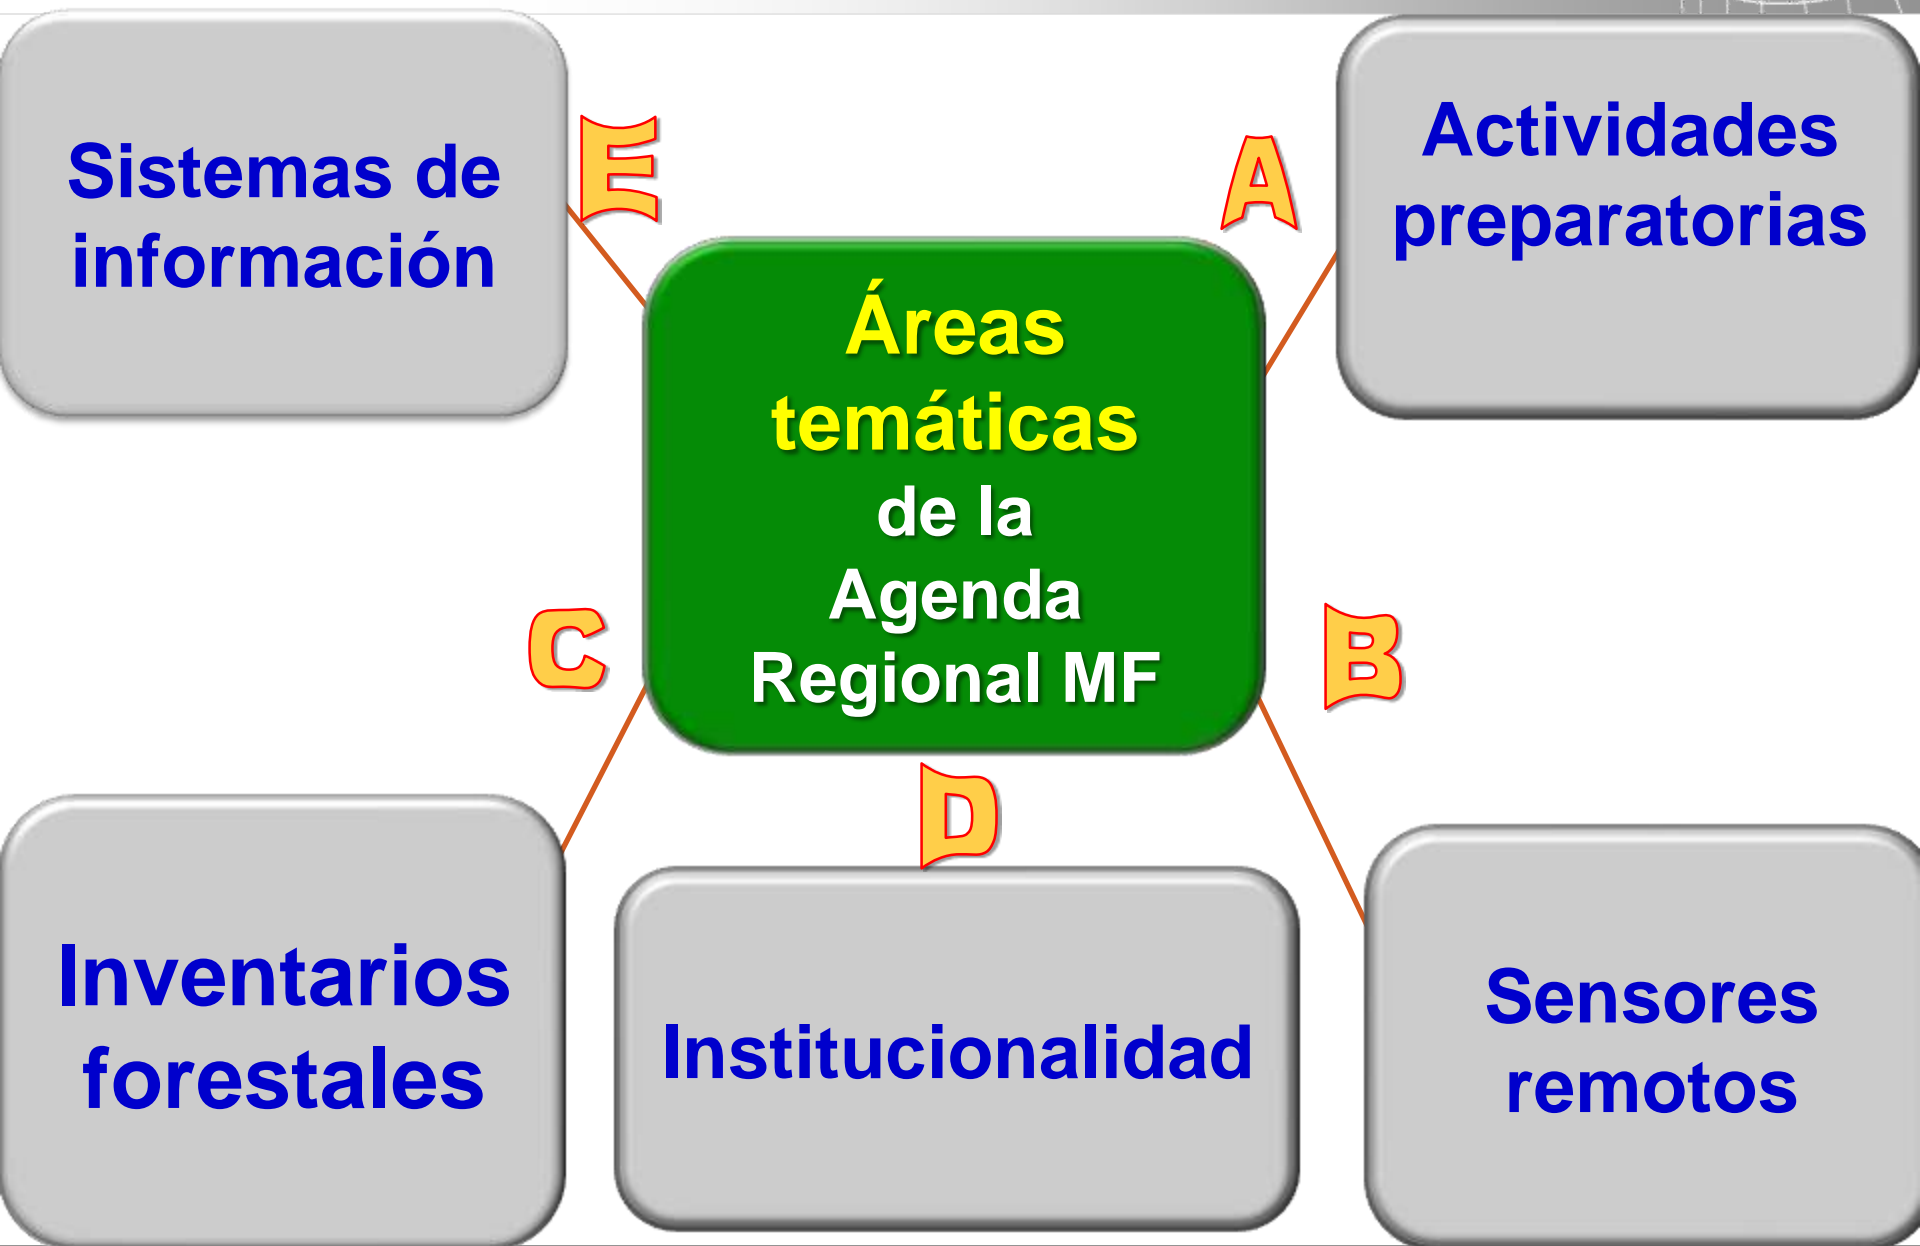 Sistemas de
información
E
A
Actividades
preparatorias
Áreas
temáticas
de la
Agenda
Regional MF
C
B
D
Inventarios
forestales
Institucionalidad
Sensores
remotos